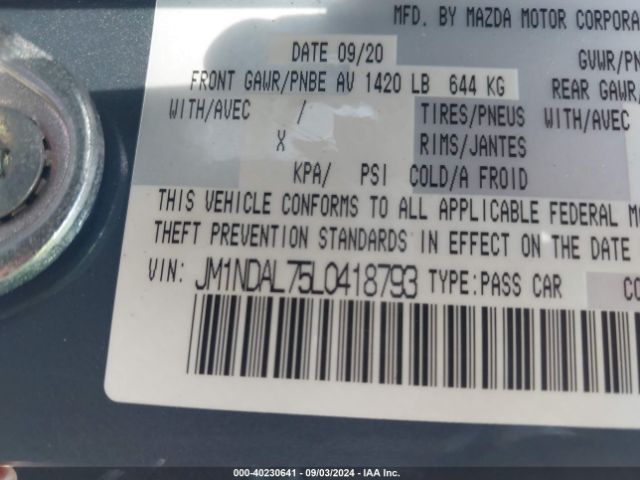 MFD. BY MAZDA MOTOR CORPORA
DATE 09/20
GVWR/PN
FRONT GAWR/PNBE AV 1420 LB 644 KG
REAR GAWR/
WITH/AVEC / TIRES/PNEUS WITH/AVEC
X RIMS/JANTES
KPA/ PSI COLD/A FROID
THIS VEHICLE CONFORMS TO ALL APPLICABLE FEDERAL M
THEFT PREVENTION STANDARDS IN EFFECT ON THE DATE
VIN: JM1NDAL75L0418793 TYPE:PASS CAR CO
000-40230641 - 09/03/2024 - IAA Inc.